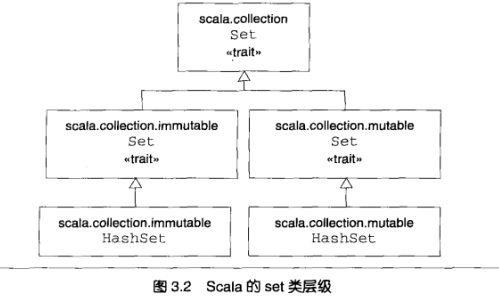 scala.collection
Set
«trait»
scala.collection.immutable
Set
«trait»
scala.collection.mutable
Set
«trait»
scala.collection.immutable
HashSet
scala.collection.mutable
HashSet
图 3.2 Scala 的 set 类层级